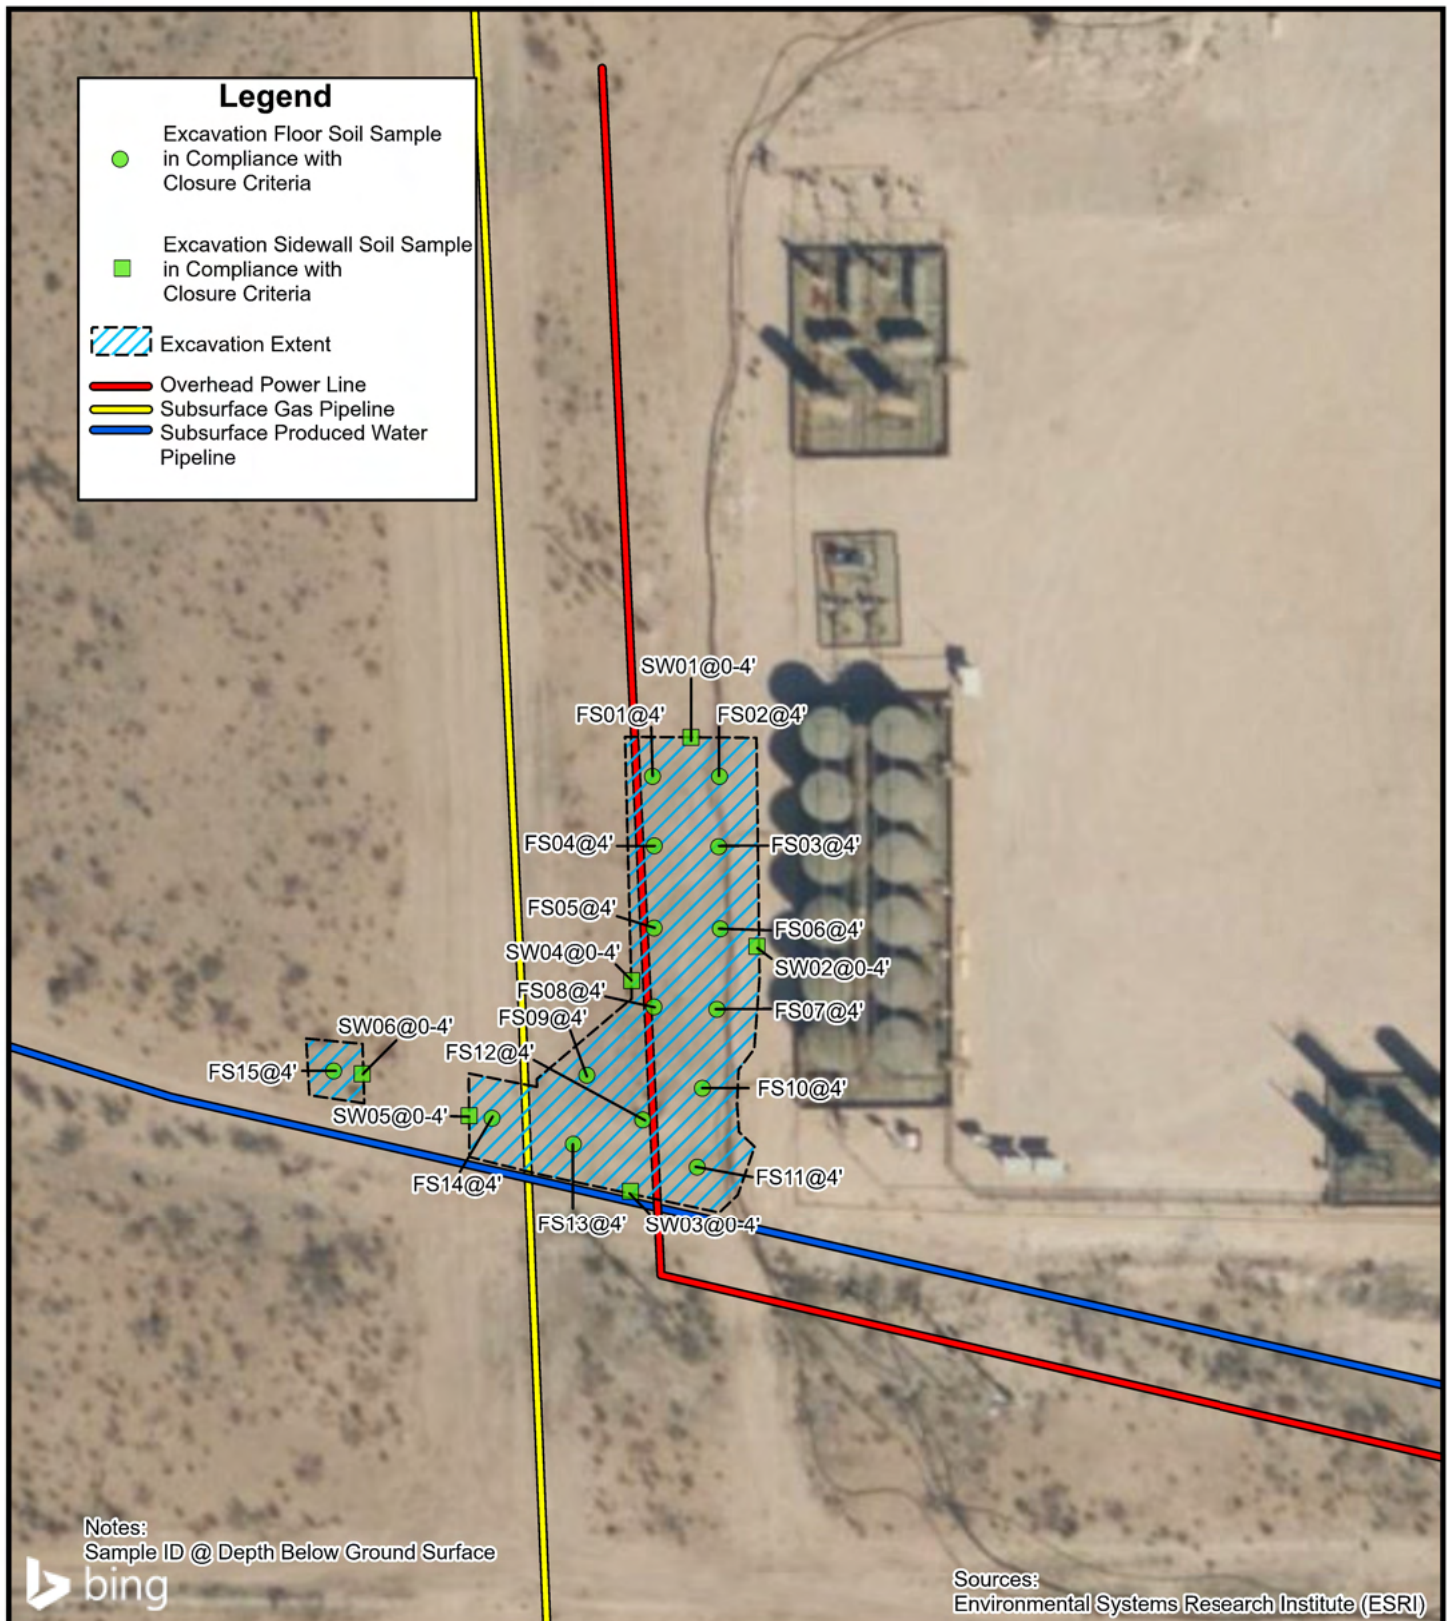 Legend
Excavation Floor Soil Sample
in Compliance with
Closure Criteria
Excavation Sidewall Soil Sample
in Compliance with
Closure Criteria
Excavation Extent
Overhead Power Line
Subsurface Gas Pipeline
Subsurface Produced Water
Pipeline
SW01@0-4'
FS01@4'
FS02@4'
FS04@4'
FS03@4'
FS05@4'
FS06@4'
SW04@0-4'
SW02@0-4'
FS08@4'
FS07@4'
FS09@4'
SW06@0-4'
FS12@4'
FS15@4'
FS10@4'
SW05@0-4'
FS14@4'
FS11@4'
FS13@4'
SW03@0-4'
Notes:
Sample ID @ Depth Below Ground Surface
bing
Sources:
Environmental Systems Research Institute (ESRI)